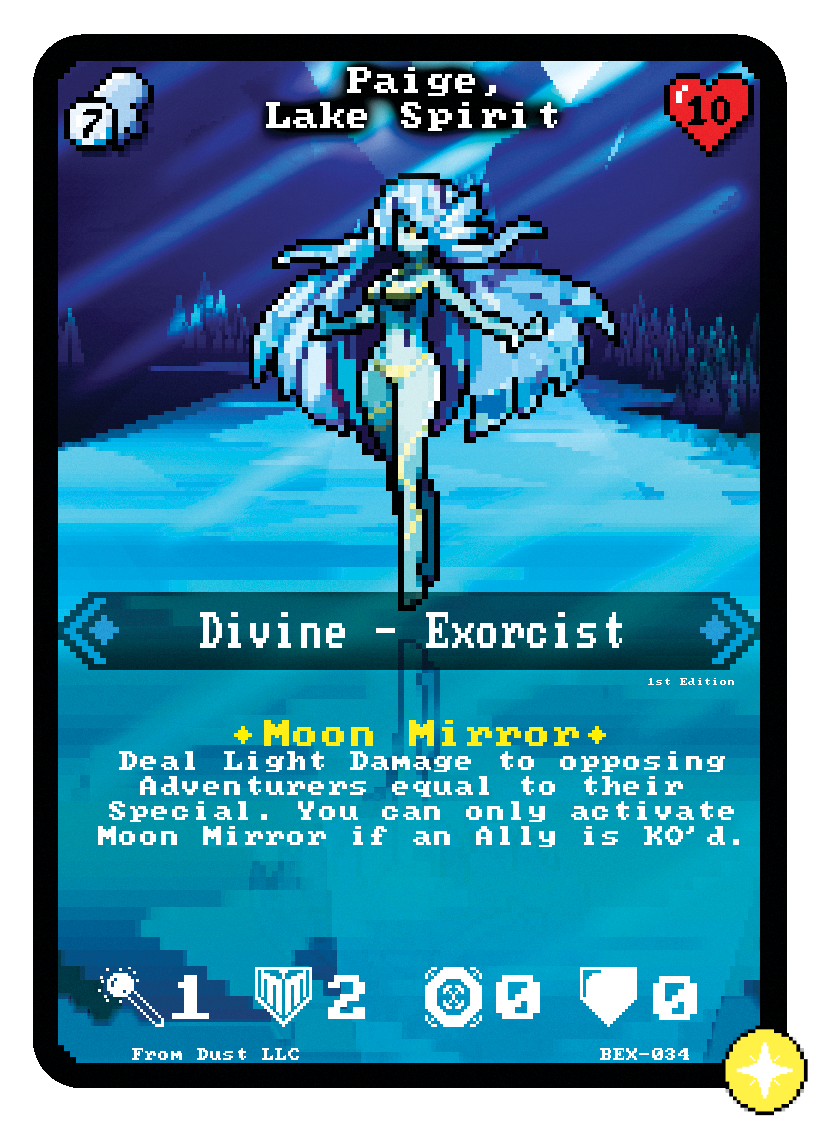 Paige,
Lake Spirit
7
10
Divine - Exorcist
1st Edition
Moon Mirror
Deal Light Damage to opposing
Adventurers equal to their
Special. You can only activate
Moon Mirror if an Ally is KO'd.
1 2 0 0
From Dust LLC
BEX-034